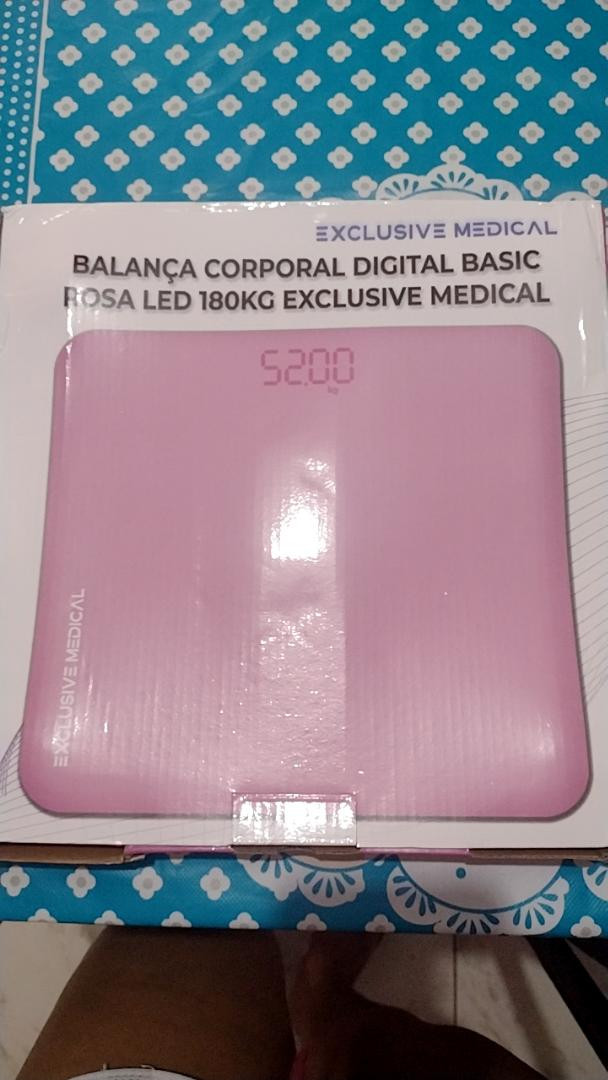 EXCLUSIVE MEDICAL
BALANÇA CORPORAL DIGITAL BASIC
ROSA LED 180KG EXCLUSIVE MEDICAL
52.00
kg
EXCLUSIVE MEDICAL